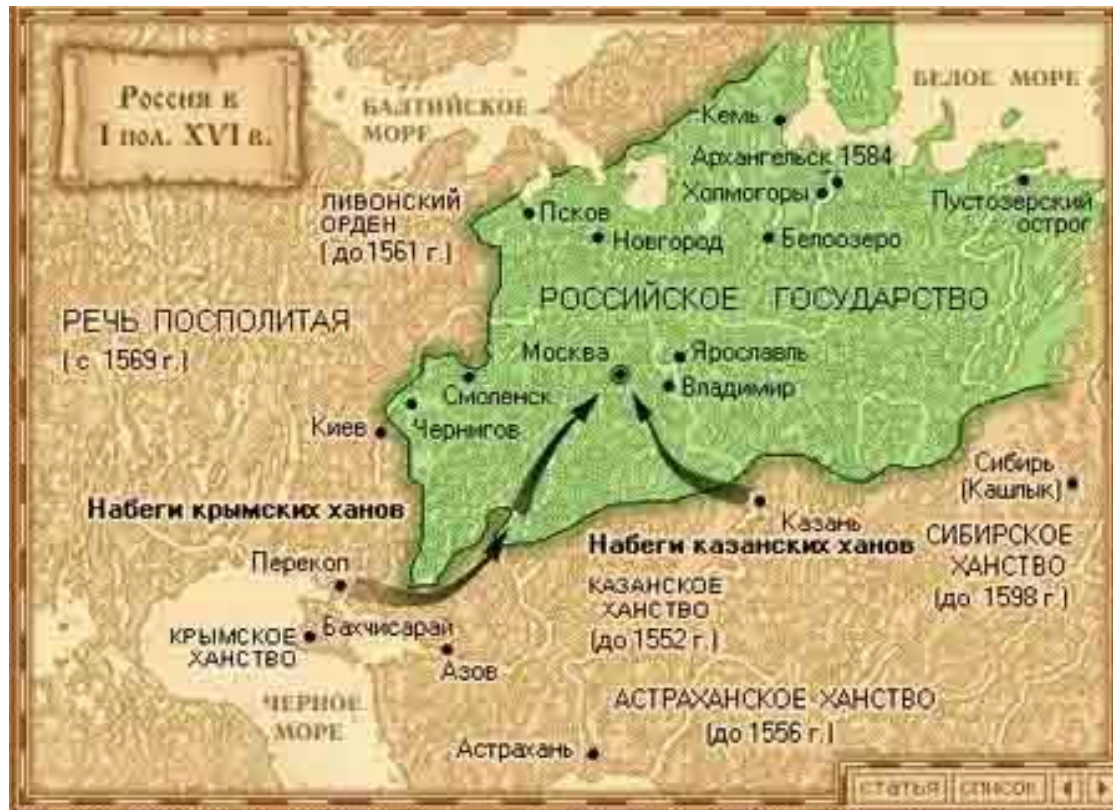 Россия в
I пол. XVI в.
БАЛТИЙСКОЕ
МОРЕ
БЕЛОЕ МОРЕ
Кемь
Архангельск 1584
Холмогоры
Пустозерский
острог
ЛИВОНСКИЙ
ОРДЕН
(до 1561 г.)
Псков
Новгород
Белоозеро
РОССИЙСКОЕ ГОСУДАРСТВО
РЕЧЬ ПОСПОЛИТАЯ
(с 1569 г.)
Москва
Ярославль
Владимир
Смоленск
Чернигов
Киев
Сибирь
(Кашлык)
Набеги крымских ханов
Казань
Набеги казанских ханов
СИБИРСКОЕ
ХАНСТВО
(до 1598 г.)
Перекоп
КАЗАНСКОЕ
ХАНСТВО
(до 1552 г.)
Бахчисарай
КРЫМСКОЕ
ХАНСТВО
Азов
ЧЕРНОЕ
МОРЕ
АСТРАХАНСКОЕ ХАНСТВО
(до 1556 г.)
Астрахань
статья
список